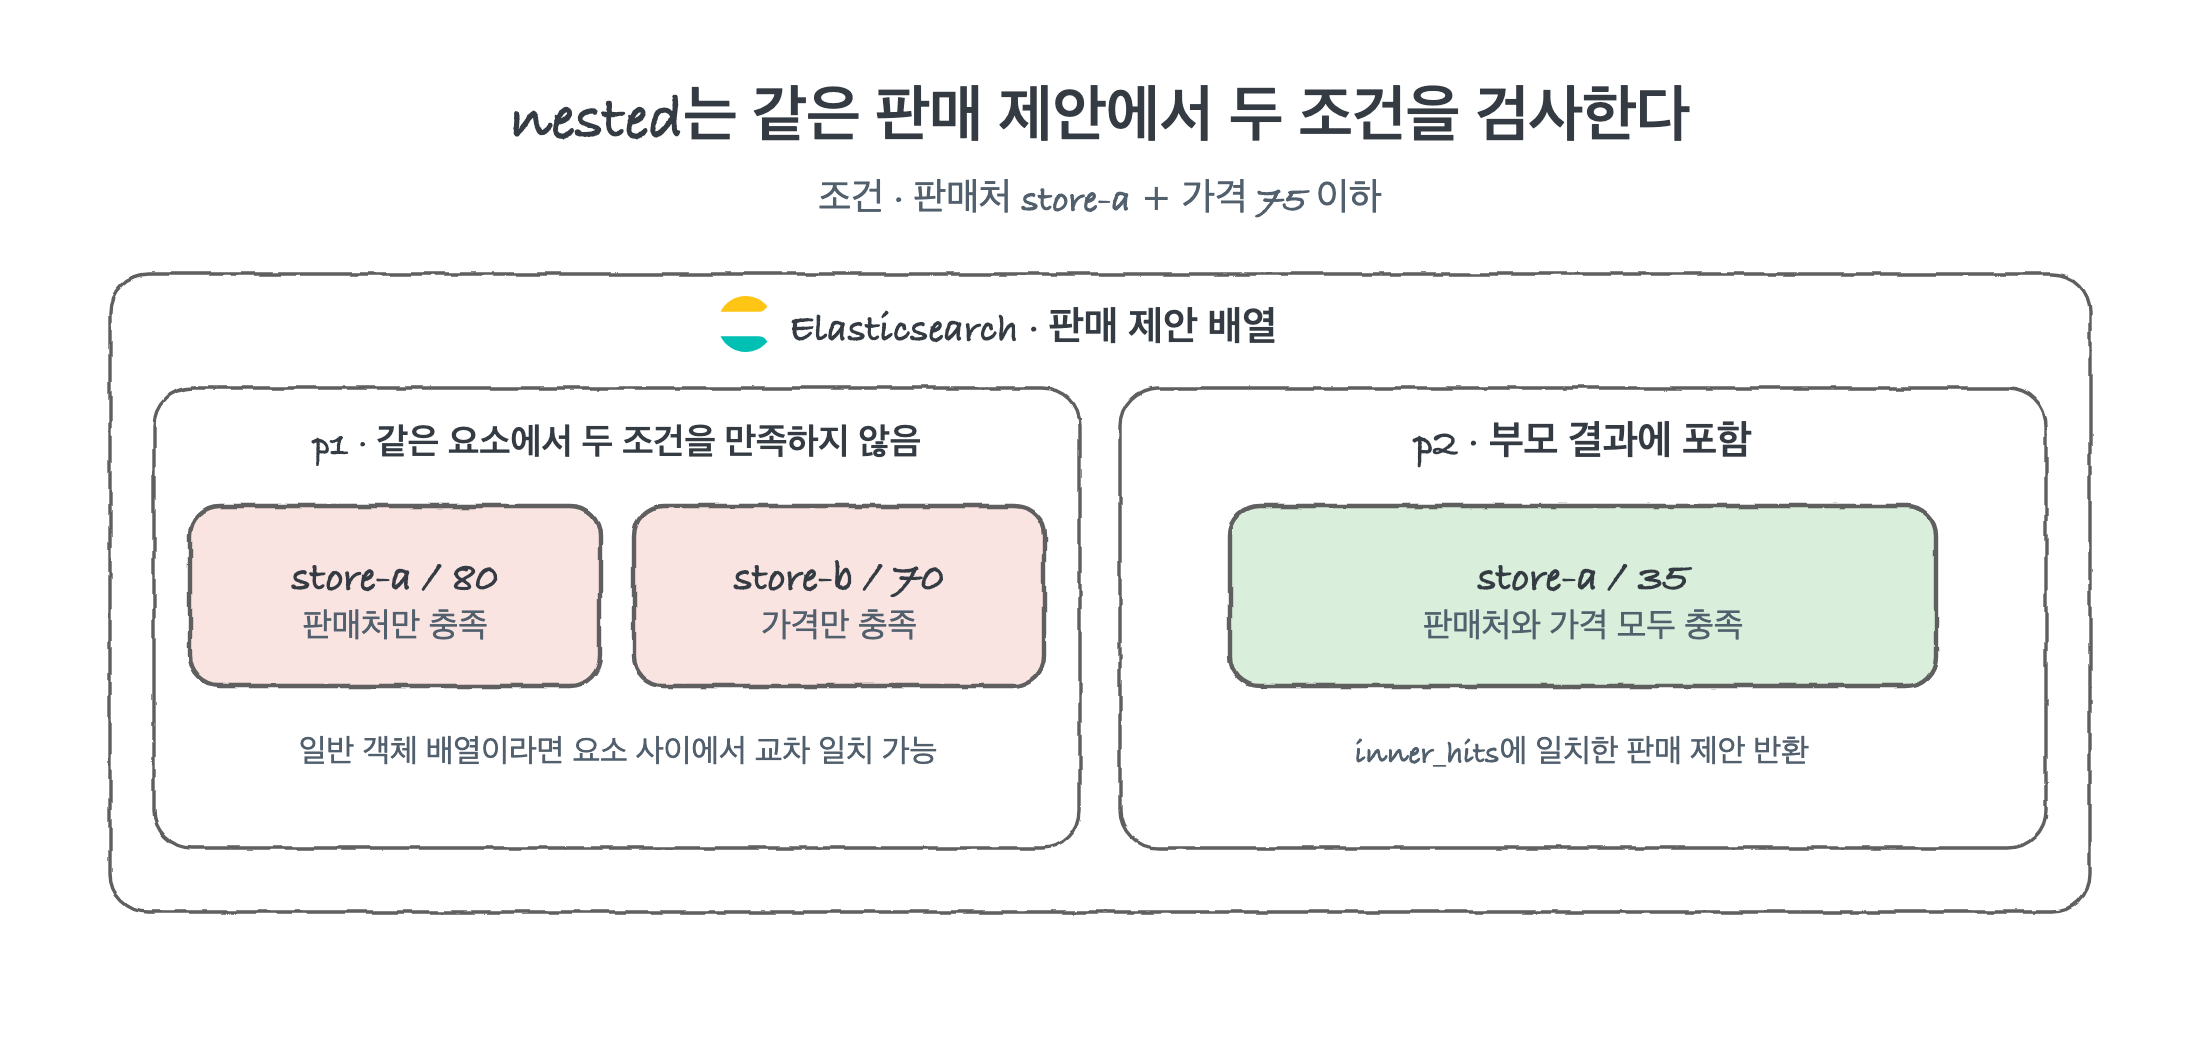 nested는 같은 판매 제안에서 두 조건을 검사한다
조건 · 판매처 store-a + 가격 75 이하
Elasticsearch · 판매 제안 배열
p1 · 같은 요소에서 두 조건을 만족하지 않음
store-a / 80
판매처만 충족
store-b / 70
가격만 충족
일반 객체 배열이라면 요소 사이에서 교차 일치 가능
p2 · 부모 결과에 포함
store-a / 35
판매처와 가격 모두 충족
inner_hits에 일치한 판매 제안 반환